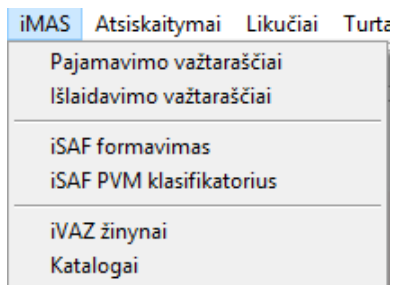 iMAS Atsiskaitymai Likučiai
Pajamavimo važtaraščiai
Išlaidavimo važtaraščiai
iSAF formavimas
iSAF PVM klasifikatorius
iVAZ žinynai
Katalogai